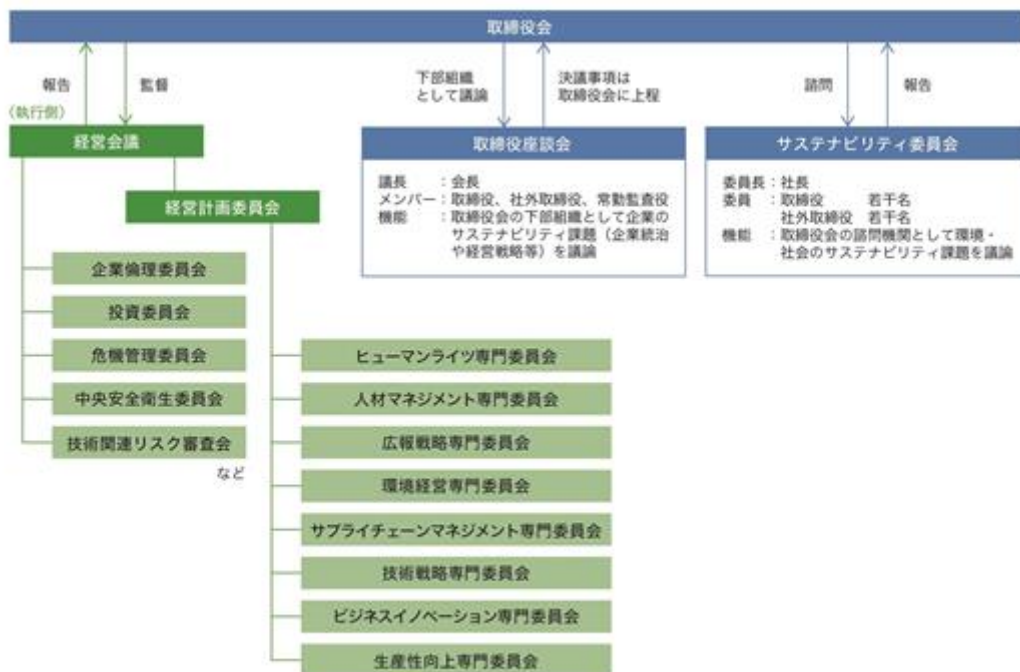 取締役会
報告
監督
下部組織
として議論
決議事項は
取締役会に上程
諮問
報告
(執行側)
経営会議
取締役座談会
サステナビリティ委員会
議長　：会長
メンバー：取締役、社外取締役、常勤監査役
機能　：取締役会の下部組織として企業の
サステナビリティ課題（企業統治
や経営戦略等）を議論
委員長：社長
委員　：取締役　若干名
社外取締役　若干名
機能　：取締役会の諮問機関として環境・
社会のサステナビリティ課題を議論
経営計画委員会
企業倫理委員会
投資委員会
危機管理委員会
中央安全衛生委員会
技術関連リスク審査会
など
ヒューマンライツ専門委員会
人材マネジメント専門委員会
広報戦略専門委員会
環境経営専門委員会
サプライチェーンマネジメント専門委員会
技術戦略専門委員会
ビジネスイノベーション専門委員会
生産性向上専門委員会